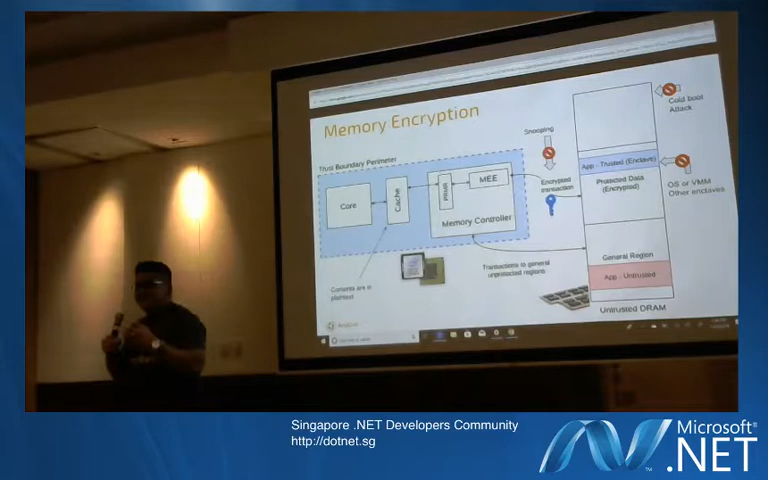 Memory Encryption
Trust Boundary Perimeter
Core
Cache
PRMR
MEE
Memory Controller
Contents are in
plaintext
Snooping
Encrypted
transaction
Transactions to general
unprotected regions
App - Trusted (Enclave)
Protected Data
(Encrypted)
General Region
App - Untrusted
Untrusted DRAM
Cold boot
Attack
OS or VMM
Other enclaves
Singapore .NET Developers Community
http://dotnet.sg
Microsoft®
.NET
TM